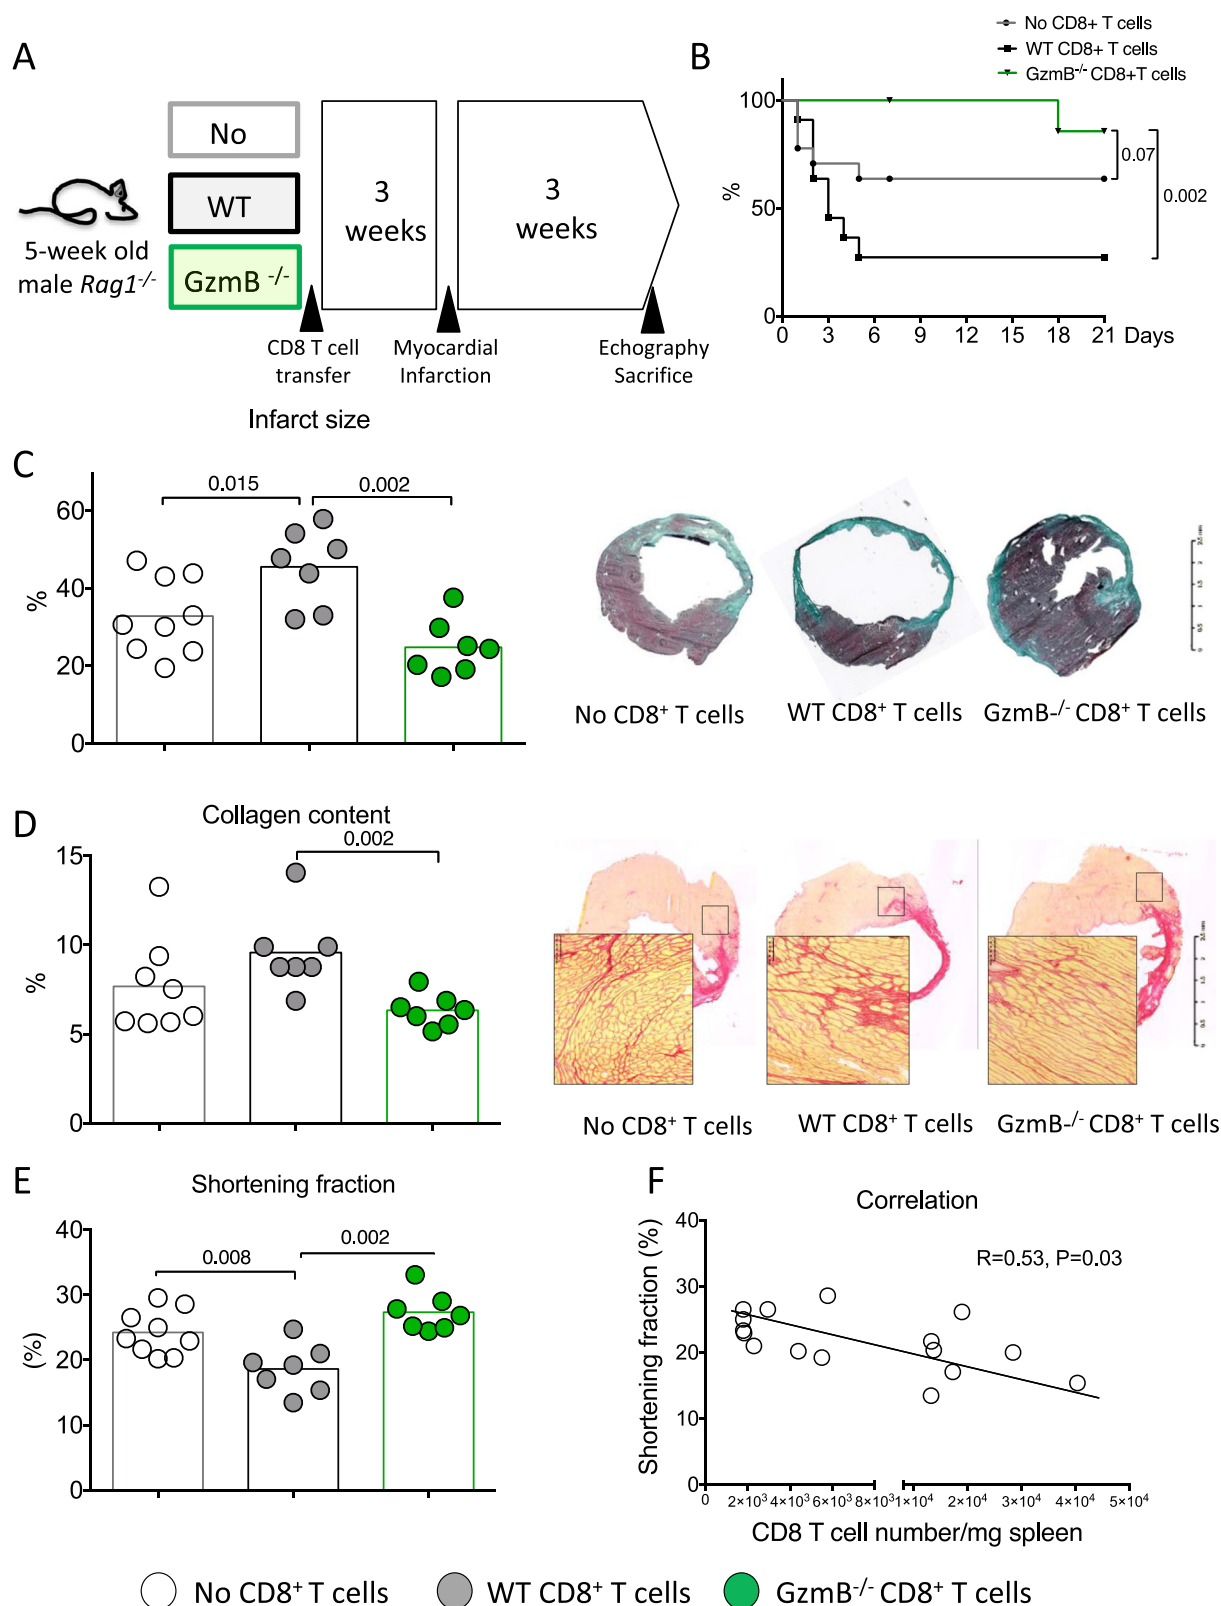 No CD8+ T cells
WT CD8+ T cells
GzmB-/- CD8+T cells
A
No
WT
GzmB -/-
5-week old
male Rag1-/-
3
weeks
3
weeks
CD8 T cell
transfer
Myocardial
Infarction
Echography
Sacrifice
B
100
50
0
%
0 3 6 9 12 15 18 21 Days
0.07
0.002
Infarct size
C
0.015
0.002
60
40
20
0
%
No CD8+ T cells
WT CD8+ T cells
GzmB-/- CD8+ T cells
D
Collagen content
0.002
15
10
5
0
%
No CD8+ T cells
WT CD8+ T cells
GzmB-/- CD8+ T cells
E
Shortening fraction
0.008
0.002
40
30
20
10
0
(%)
F
Correlation
R=0.53, P=0.03
40
30
20
10
0
Shortening fraction (%)
0 2×10³ 4×10³ 6×10³ 8×10³ 1×10⁴ 2×10⁴ 3×10⁴ 4×10⁴ 5×10⁴
CD8 T cell number/mg spleen
No CD8+ T cells
WT CD8+ T cells
GzmB-/- CD8+ T cells